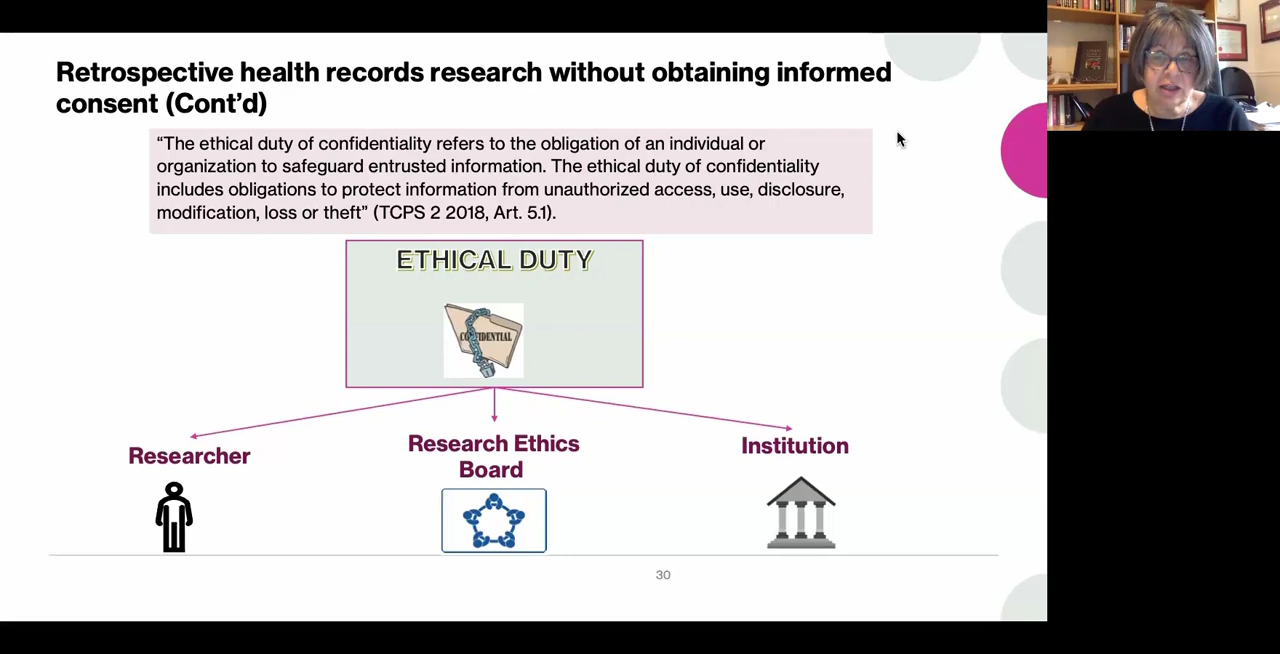 Retrospective health records research without obtaining informed
consent (Cont’d)
“The ethical duty of confidentiality refers to the obligation of an individual or
organization to safeguard entrusted information. The ethical duty of confidentiality
includes obligations to protect information from unauthorized access, use, disclosure,
modification, loss or theft” (TCPS 2 2018, Art. 5.1).
ETHICAL DUTY
Researcher
Research Ethics
Board
Institution
30